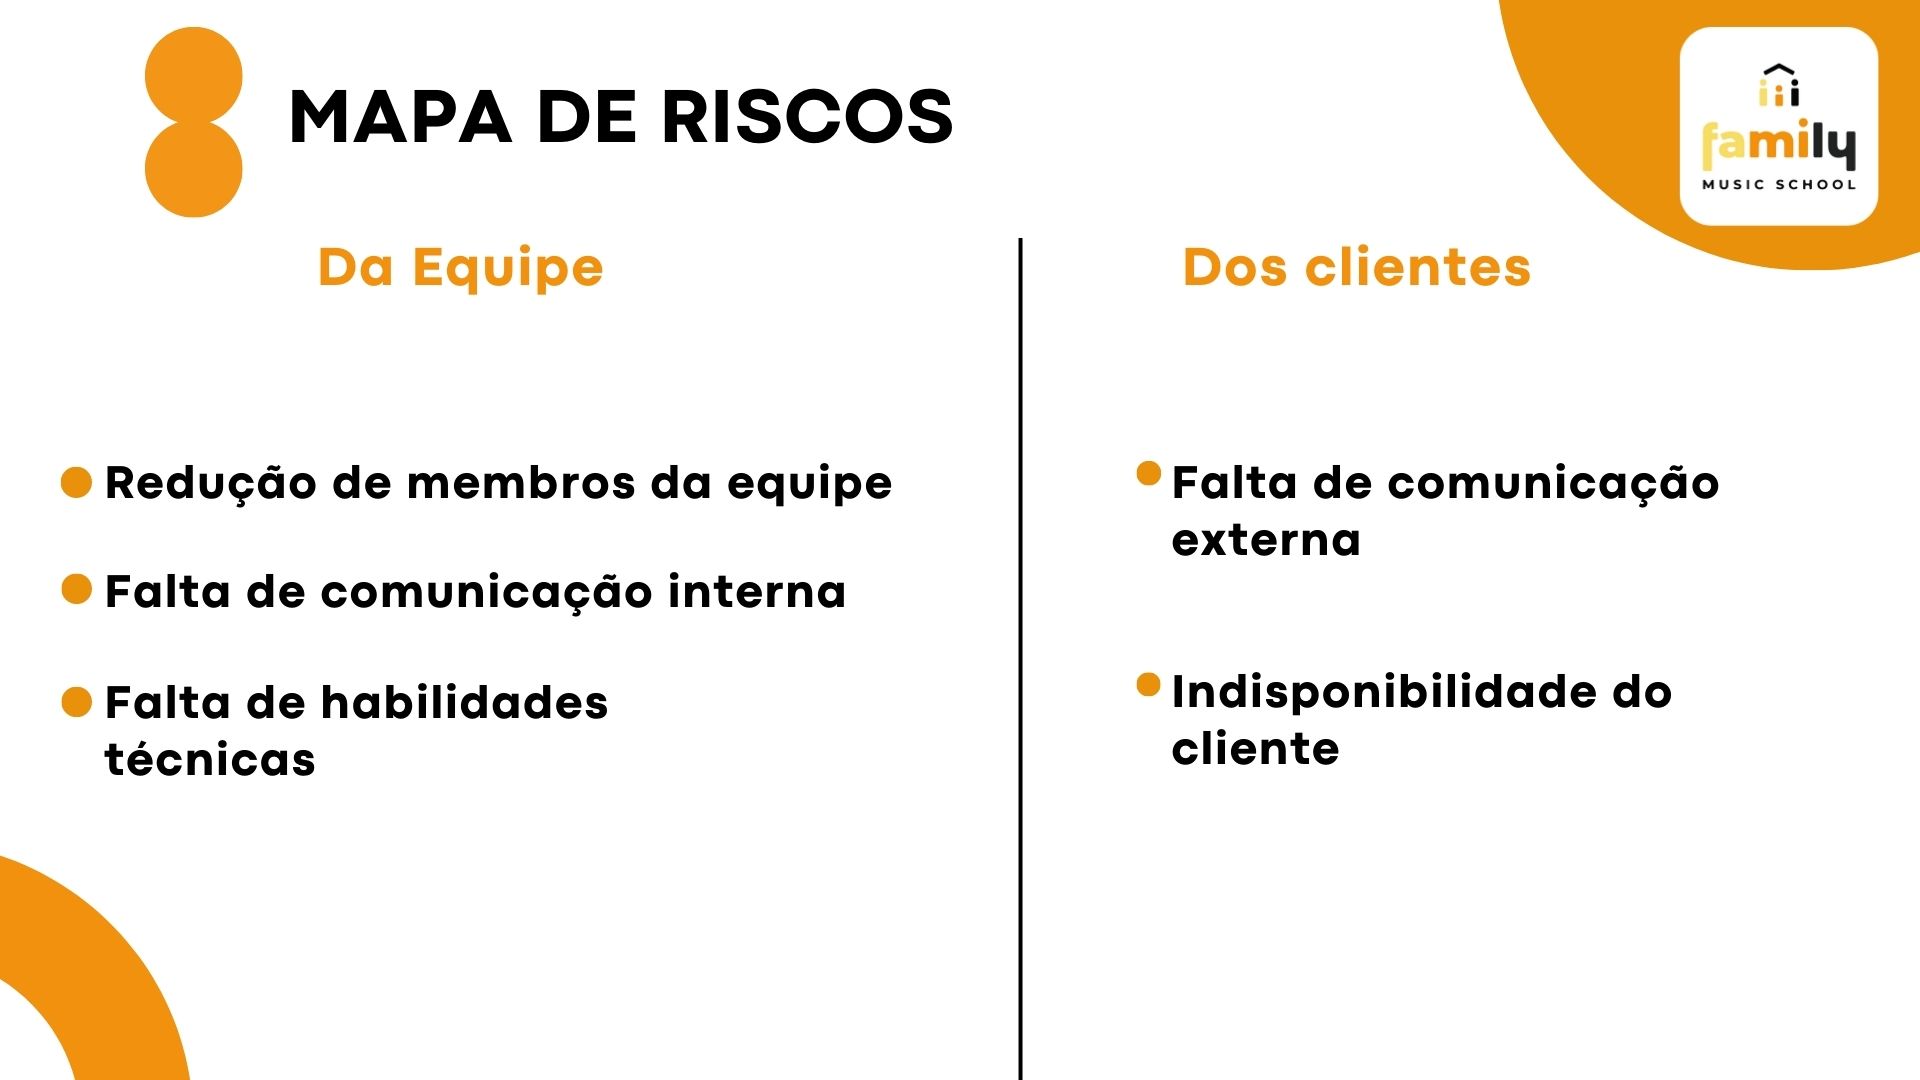 MAPA DE RISCOS
family
MUSIC SCHOOL
Da Equipe
Redução de membros da equipe
Falta de comunicação interna
Falta de habilidades
técnicas
Dos clientes
Falta de comunicação
externa
Indisponibilidade do
cliente